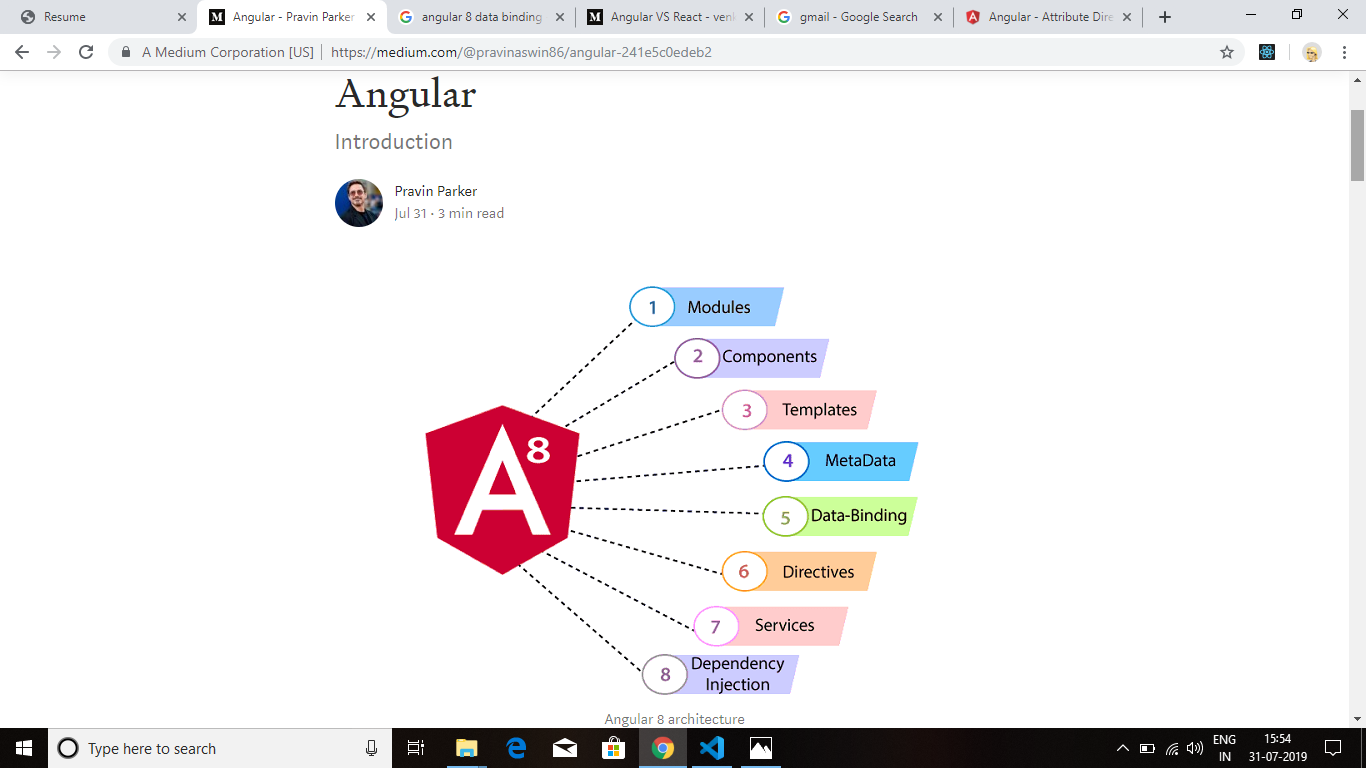 Resume
Angular - Pravin Parker
angular 8 data binding
Angular VS React - venk
gmail - Google Search
Angular - Attribute Dire
A Medium Corporation [US]
https://medium.com/@pravinaswin86/angular-241e5c0edeb2
Angular
Introduction
Pravin Parker
Jul 31 · 3 min read
A 8
1 Modules
2 Components
3 Templates
4 MetaData
5 Data-Binding
6 Directives
7 Services
8 Dependency
Injection
Angular 8 architecture
Type here to search
ENG
IN
15:54
31-07-2019